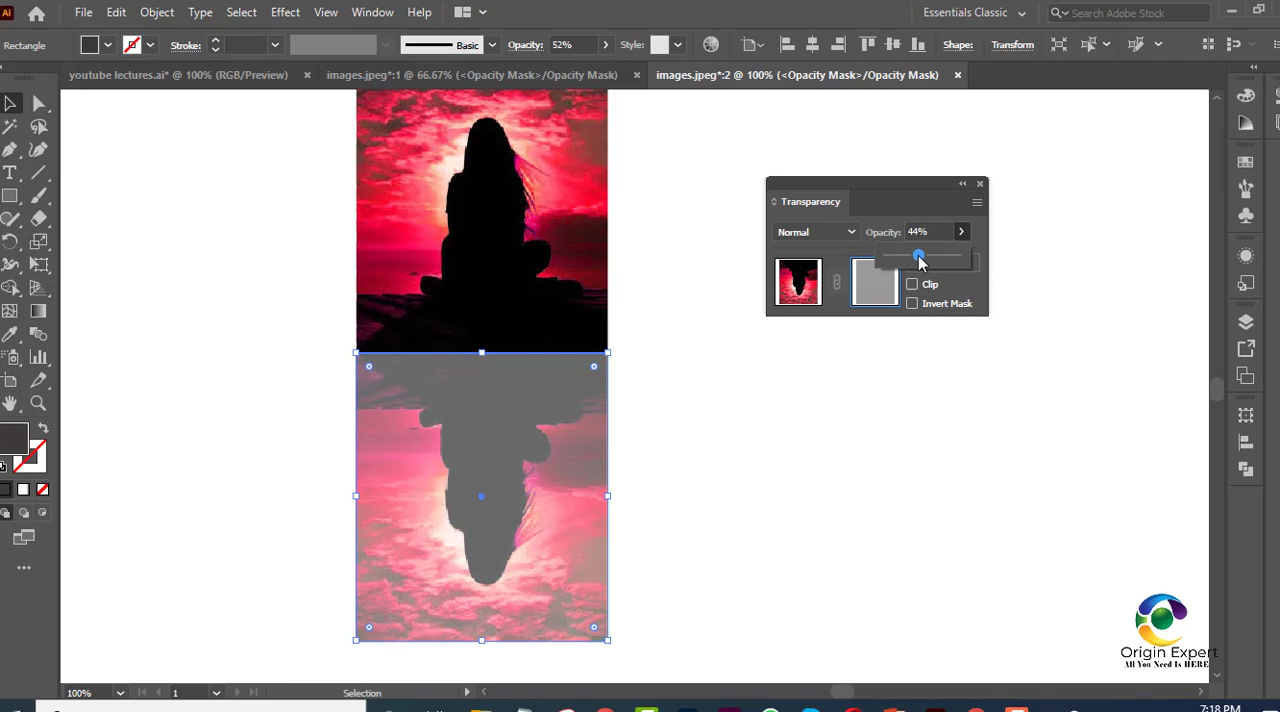 Ai File Edit Object Type Select Effect View Window Help Essentials Classic Search Adobe Stock
Rectangle Stroke: Basic Opacity: 52% Style: Shape: Transform
youtube lectures.ai* @ 100% (RGB/Preview) × images.jpeg*:1 @ 66.67% (<Opacity Mask>/Opacity Mask) × images.jpeg*:2 @ 100% (<Opacity Mask>/Opacity Mask) ×
Transparency
Normal Opacity: 44%
Clip
Invert Mask
Origin Expert
All You Need Is HERE
100% 1 Selection
7:18 PM